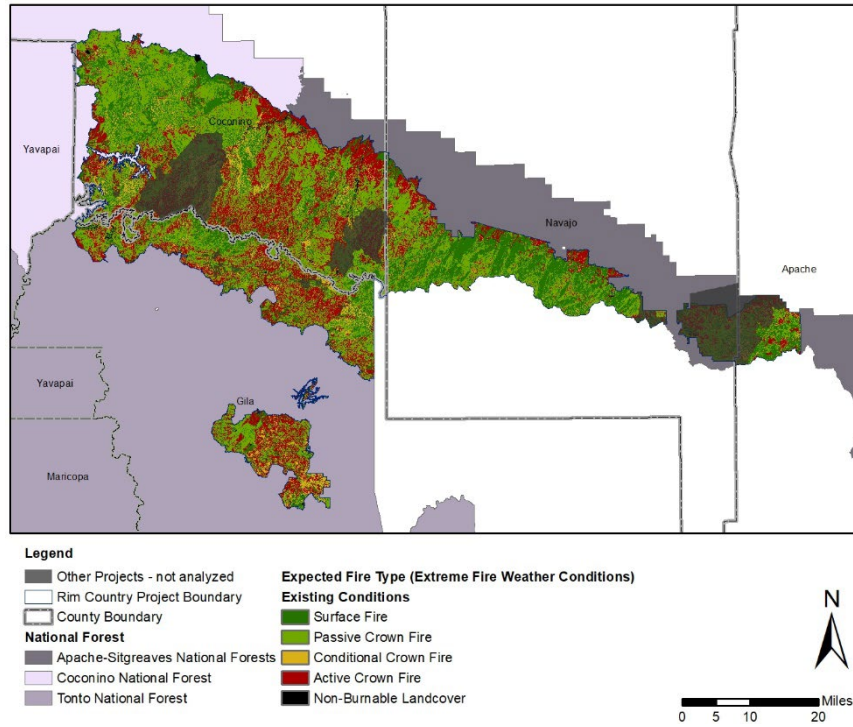 Coconino
Yavapai
Navajo
Apache
Yavapai
Gila
Maricopa
Legend
Other Projects - not analyzed
Rim Country Project Boundary
County Boundary
National Forest
Apache-Sitgreaves National Forests
Coconino National Forest
Tonto National Forest
Expected Fire Type (Extreme Fire Weather Conditions)
Existing Conditions
Surface Fire
Passive Crown Fire
Conditional Crown Fire
Active Crown Fire
Non-Burnable Landcover
N
Miles
0 5 10 20